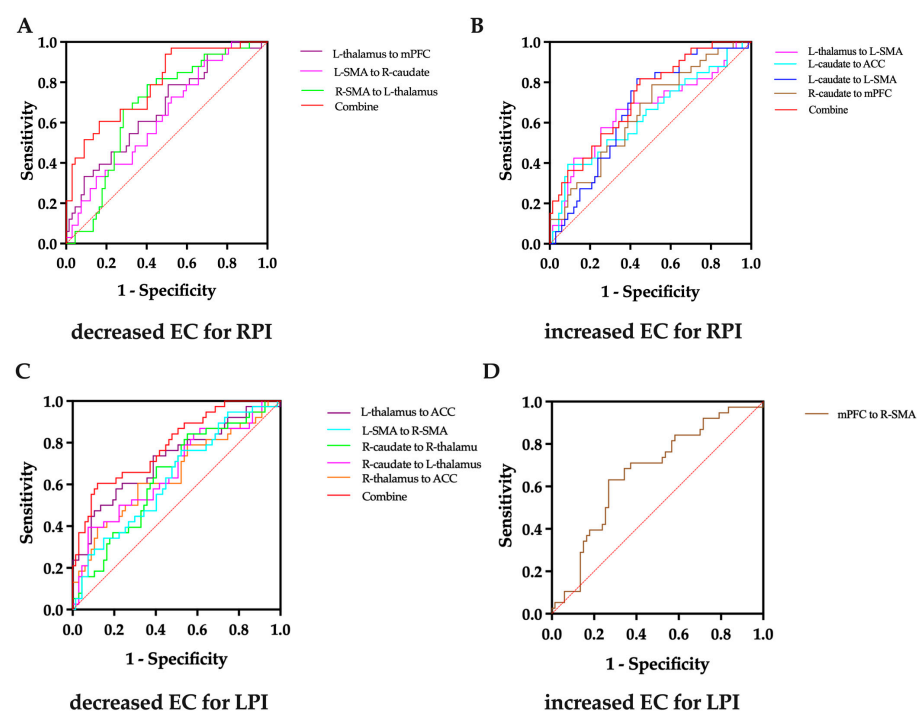 A
Sensitivity
1.0
0.8
0.6
0.4
0.2
0.0
0.0 0.2 0.4 0.6 0.8 1.0
1 - Specificity
L-thalamus to mPFC
L-SMA to R-caudate
R-SMA to L-thalamus
Combine
decreased EC for RPI
B
Sensitivity
1.0
0.8
0.6
0.4
0.2
0.0
0.0 0.2 0.4 0.6 0.8 1.0
1 - Specificity
L-thalamus to L-SMA
L-caudate to ACC
L-caudate to L-SMA
R-caudate to mPFC
Combine
increased EC for RPI
C
Sensitivity
1.0
0.8
0.6
0.4
0.2
0.0
0.0 0.2 0.4 0.6 0.8 1.0
1 - Specificity
L-thalamus to ACC
L-SMA to R-SMA
R-caudate to R-thalamu
R-caudate to L-thalamus
R-thalamus to ACC
Combine
decreased EC for LPI
D
Sensitivity
1.0
0.8
0.6
0.4
0.2
0.0
0.0 0.2 0.4 0.6 0.8 1.0
1 - Specificity
mPFC to R-SMA
increased EC for LPI